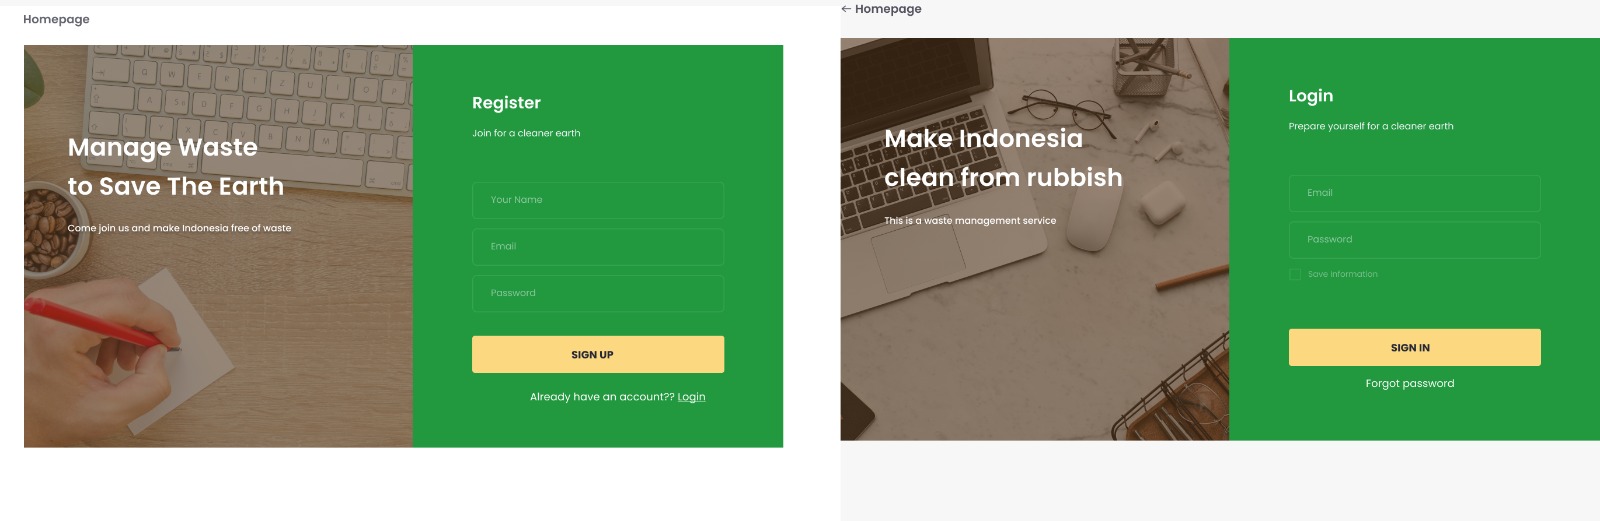 Homepage
Manage Waste
to Save The Earth
Come join us and make Indonesia free of waste
Register
Join for a cleaner earth
Your Name
Email
Password
SIGN UP
Already have an account?? Login
← Homepage
Make Indonesia
clean from rubbish
This is a waste management service
Login
Prepare yourself for a cleaner earth
Email
Password
Save Information
SIGN IN
Forgot password